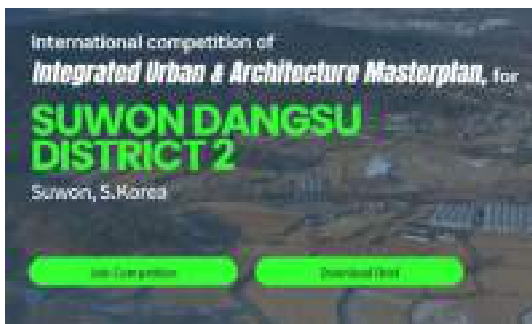 International competition of
Integrated Urban & Architecture Masterplan, for
SUWON DANGSU
DISTRICT 2
Suwon, S.Korea
Join Competition
Download Brief